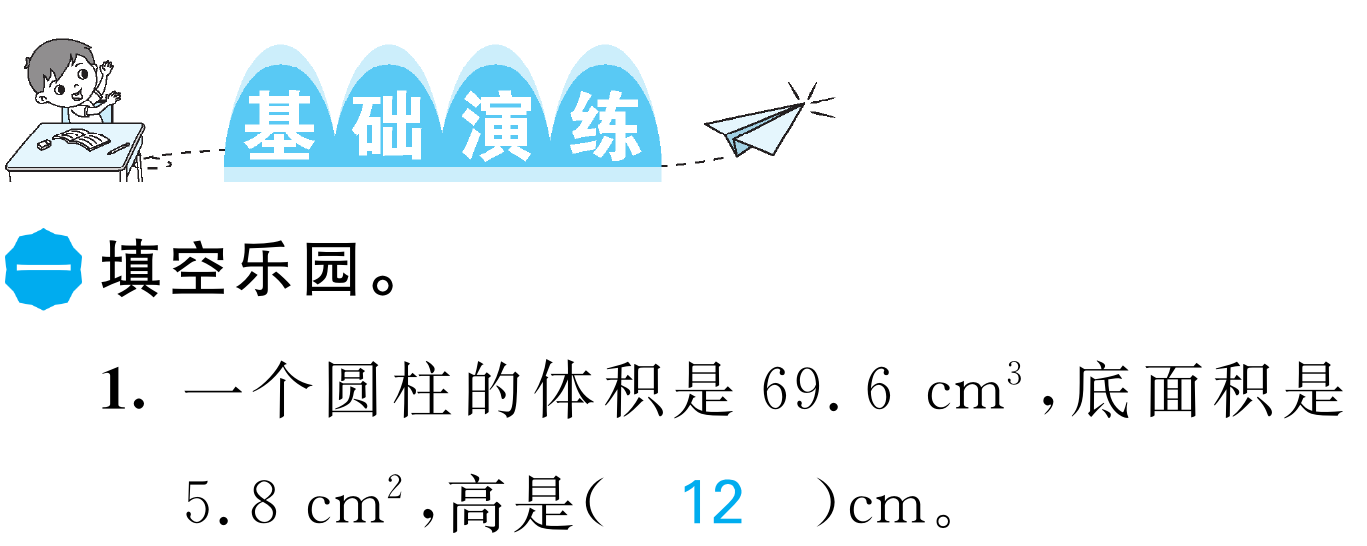 基础演练
一 填空乐园。
1. 一个圆柱的体积是 69.6 cm³,底面积是
5.8 cm²,高是( 12 )cm。